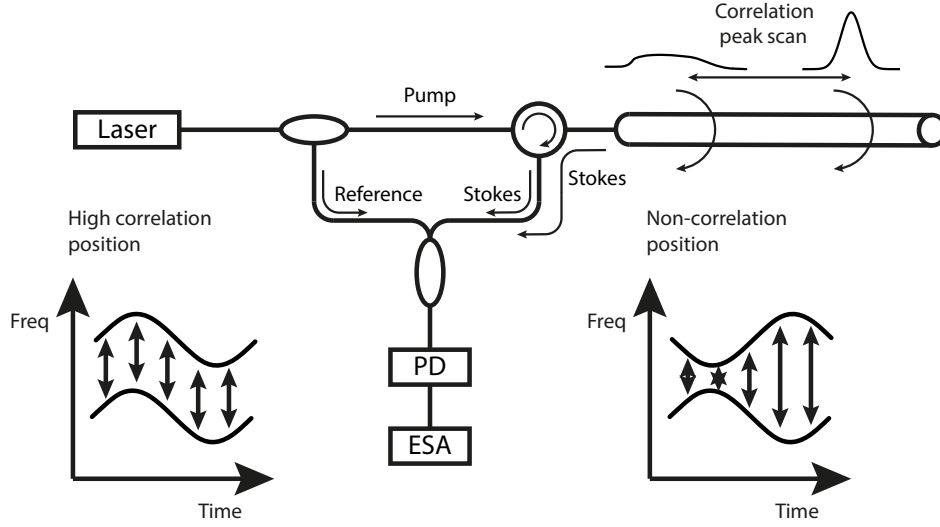 Correlation
peak scan
Pump
Laser
Stokes
Reference
Stokes
High correlation
position
Non-correlation
position
Freq
Freq
PD
ESA
Time
Time